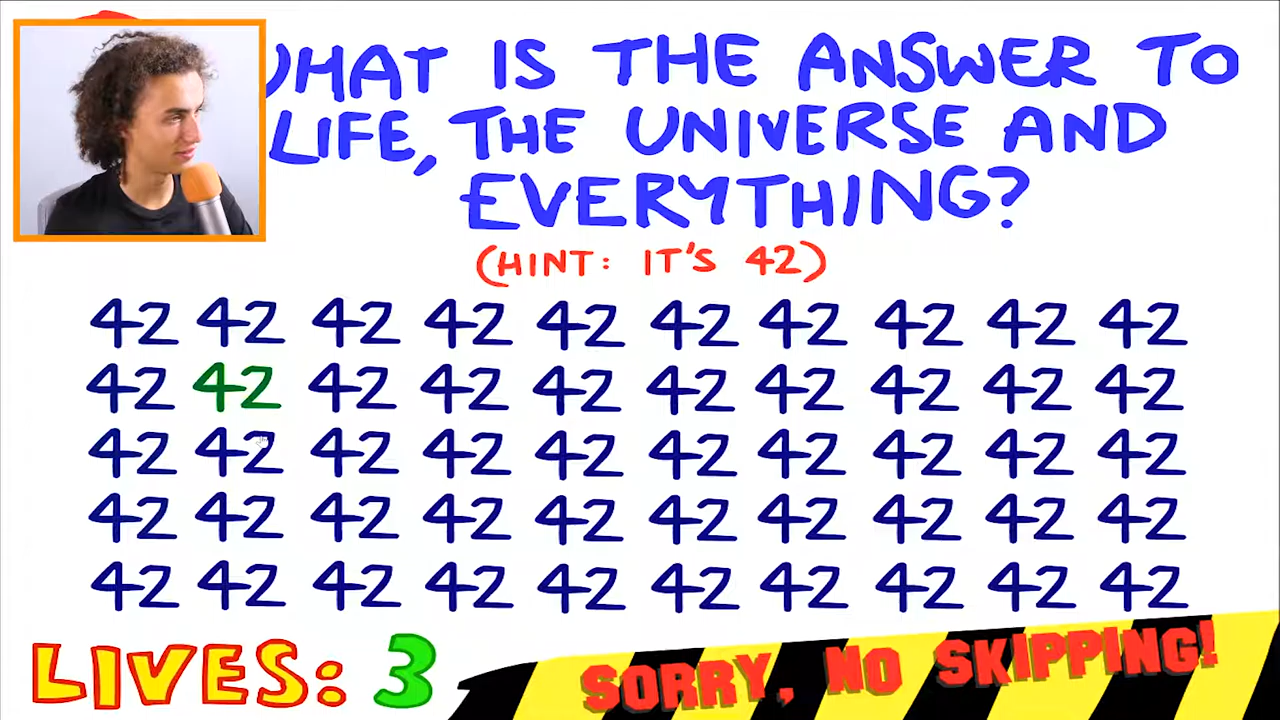 WHAT IS THE ANSWER TO
LIFE, THE UNIVERSE AND
EVERYTHING?
(HINT: IT'S 42)
42 42 42 42 42 42 42 42 42 42
42 42 42 42 42 42 42 42 42 42
42 42 42 42 42 42 42 42 42 42
42 42 42 42 42 42 42 42 42 42
42 42 42 42 42 42 42 42 42 42
LIVES: 3
SORRY, NO SKIPPING!